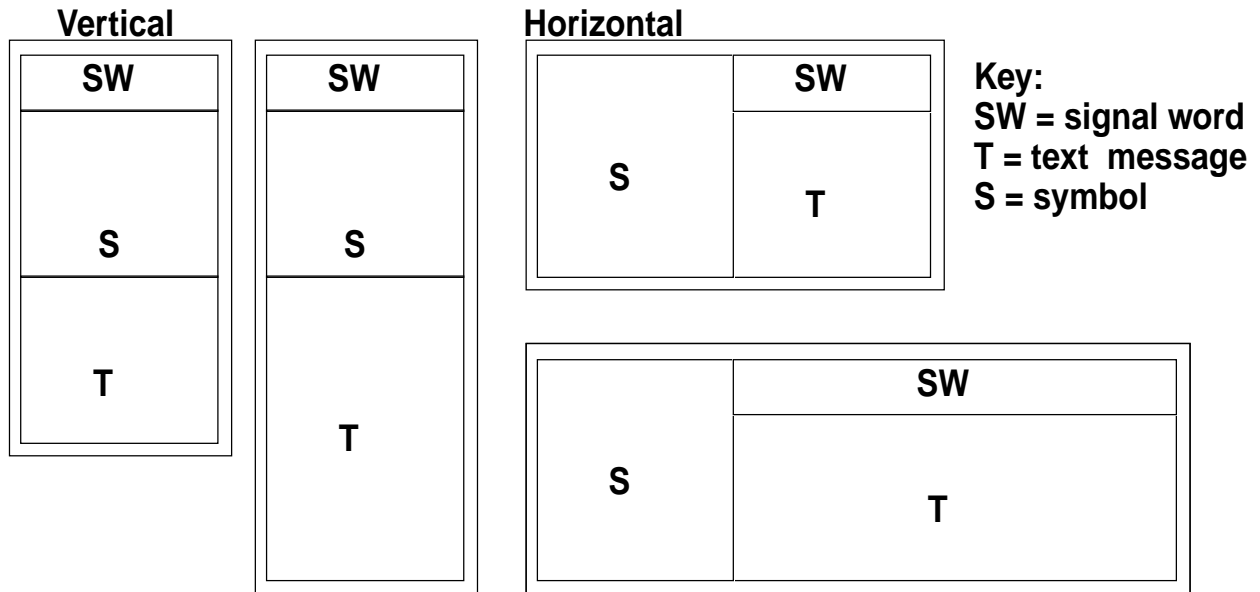 Vertical
SW
S
T
SW
S
T
Horizontal
S
SW
T
S
SW
T
Key:
SW = signal word
T = text message
S = symbol